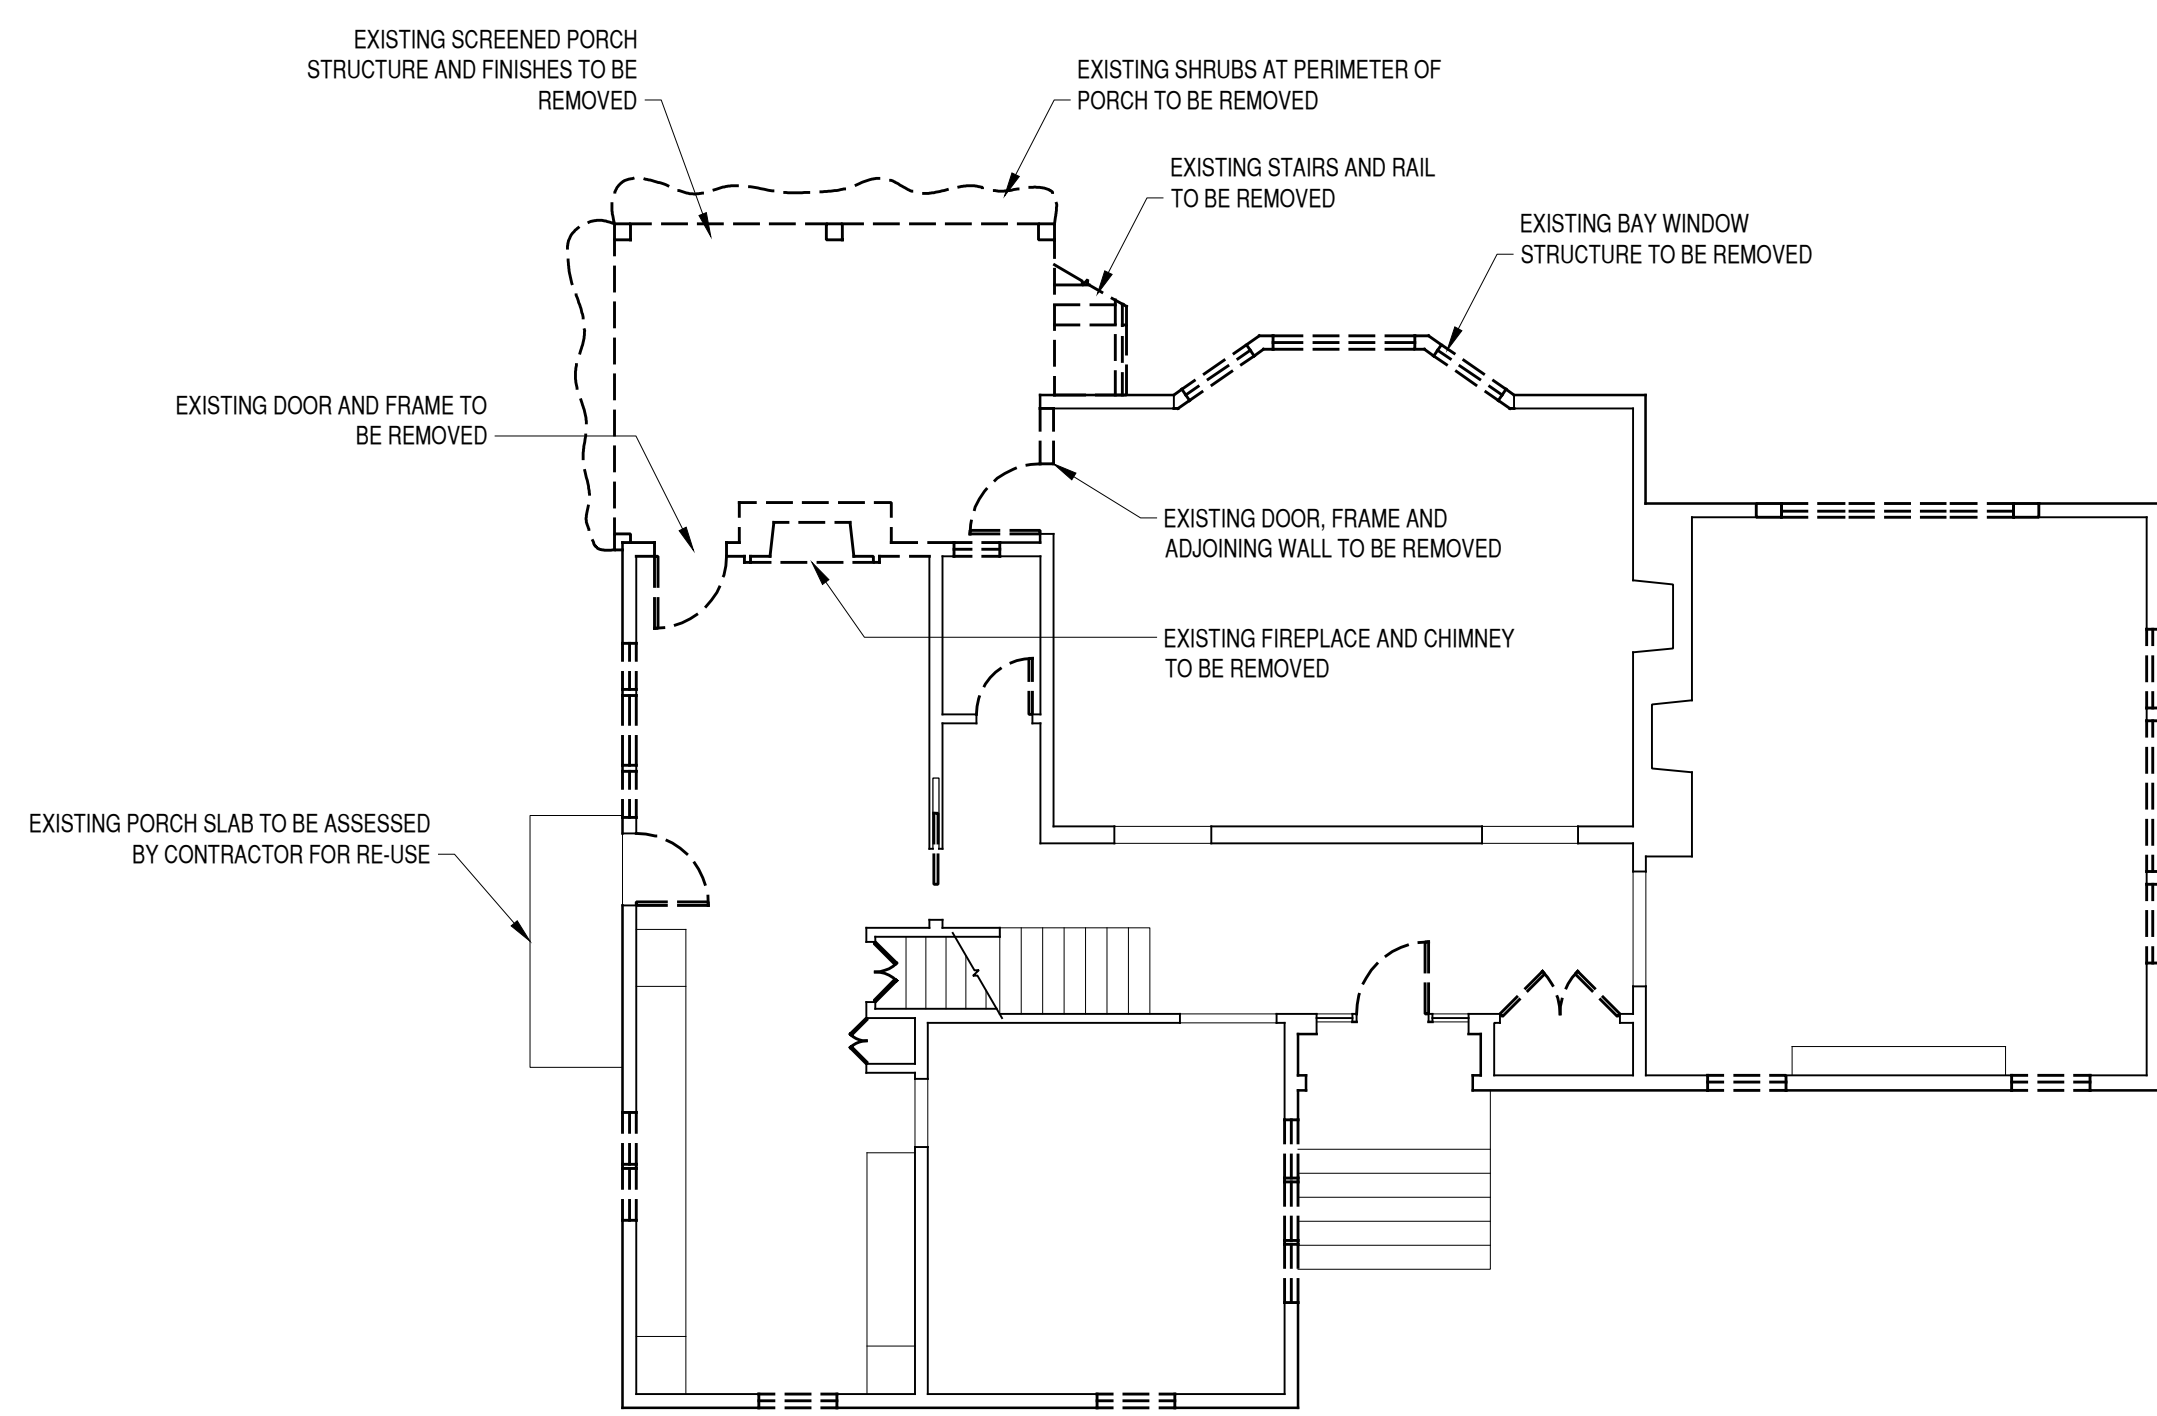 EXISTING SCREENED PORCH
STRUCTURE AND FINISHES TO BE
REMOVED
EXISTING SHRUBS AT PERIMETER OF
PORCH TO BE REMOVED
EXISTING STAIRS AND RAIL
TO BE REMOVED
EXISTING BAY WINDOW
STRUCTURE TO BE REMOVED
EXISTING DOOR AND FRAME TO
BE REMOVED
EXISTING DOOR, FRAME AND
ADJOINING WALL TO BE REMOVED
EXISTING FIREPLACE AND CHIMNEY
TO BE REMOVED
EXISTING PORCH SLAB TO BE ASSESSED
BY CONTRACTOR FOR RE-USE